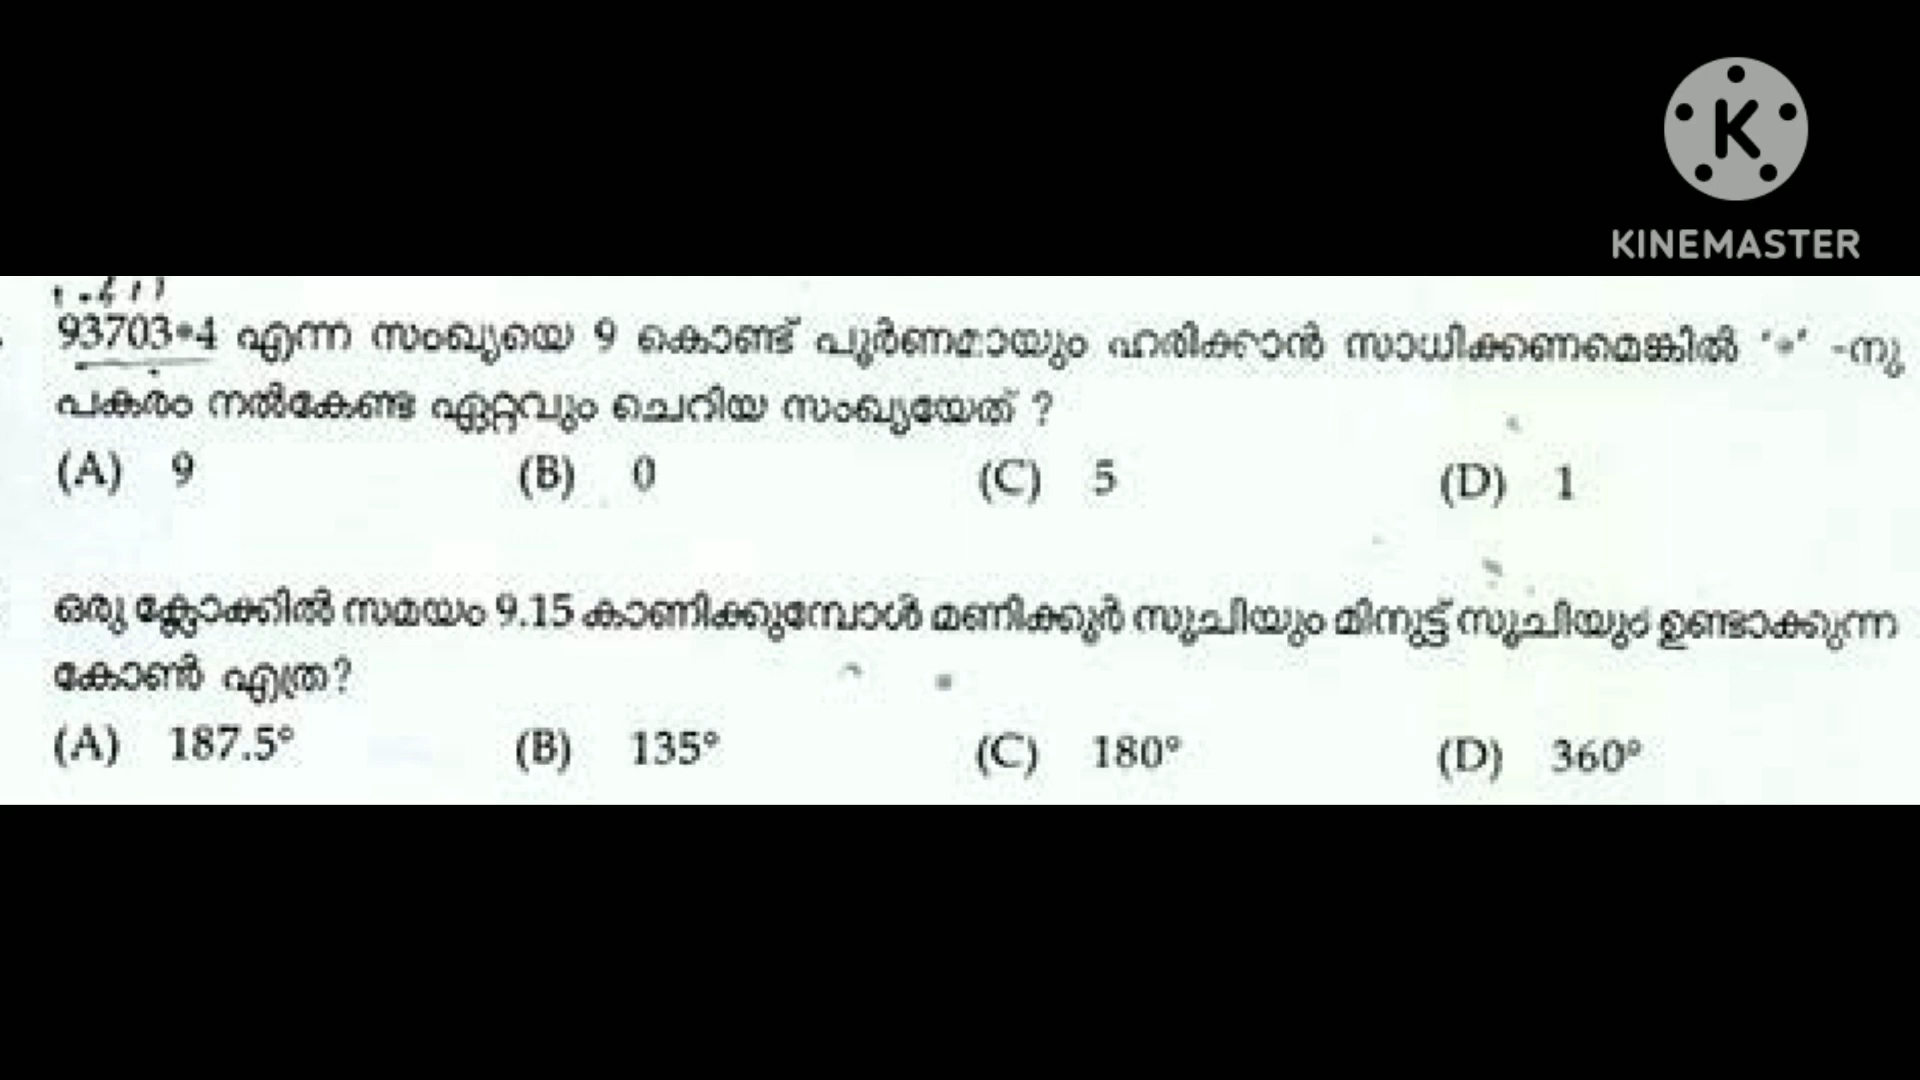 KINEMASTER
93703*4 എന്ന സംഖ്യയെ 9 കൊണ്ട് പൂർണമായും ഹരിക്കാൻ സാധിക്കണമെങ്കിൽ '*' -നു
പകരം നൽകേണ്ട ഏറ്റവും ചെറിയ സംഖ്യയേത് ?
(A) 9 (B) 0 (C) 5 (D) 1
ഒരു ക്ലോക്കിൽ സമയം 9.15 കാണിക്കുമ്പോൾ മണിക്കൂർ സൂചിയും മിനുട്ട് സൂചിയും ഉണ്ടാക്കുന്ന
കോൺ എത്ര?
(A) 187.5° (B) 135° (C) 180° (D) 360°